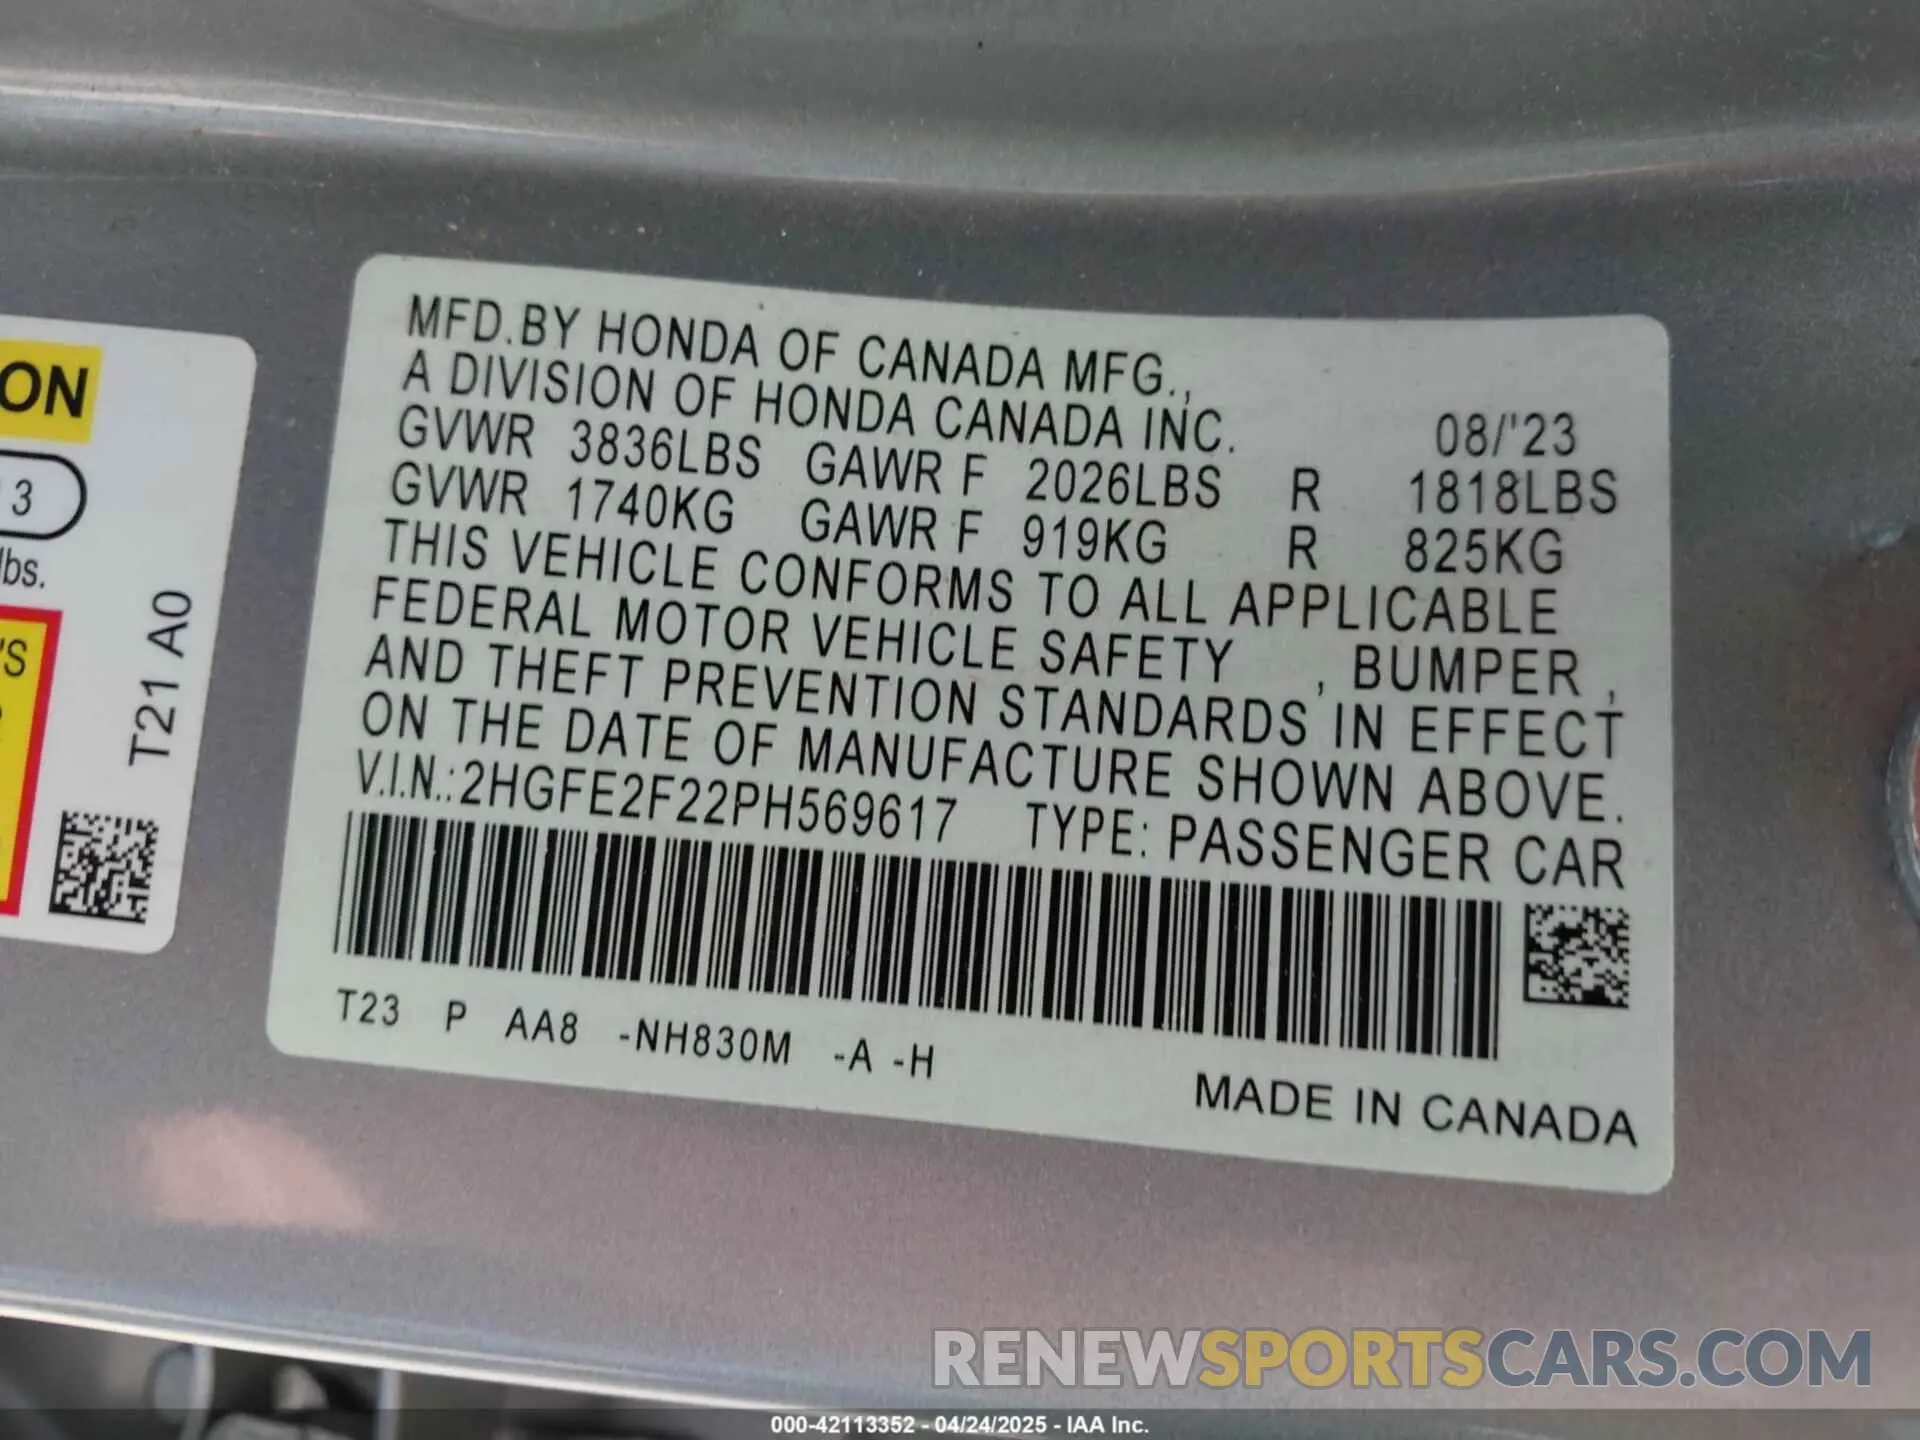 MFD.BY HONDA OF CANADA MFG.,
A DIVISION OF HONDA CANADA INC. 08/'23
GVWR 3836LBS GAWR F 2026LBS R 1818LBS
GVWR 1740KG GAWR F 919KG R 825KG
THIS VEHICLE CONFORMS TO ALL APPLICABLE
FEDERAL MOTOR VEHICLE SAFETY , BUMPER ,
AND THEFT PREVENTION STANDARDS IN EFFECT
ON THE DATE OF MANUFACTURE SHOWN ABOVE.
V.I.N.:2HGFE2F22PH569617 TYPE: PASSENGER CAR
T23 P AA8 -NH830M -A -H
MADE IN CANADA
ON
3
lbs.
'S
T21 A0
RENEWSPORTSCARS.COM
000-42113352 - 04/24/2025 - IAA Inc.